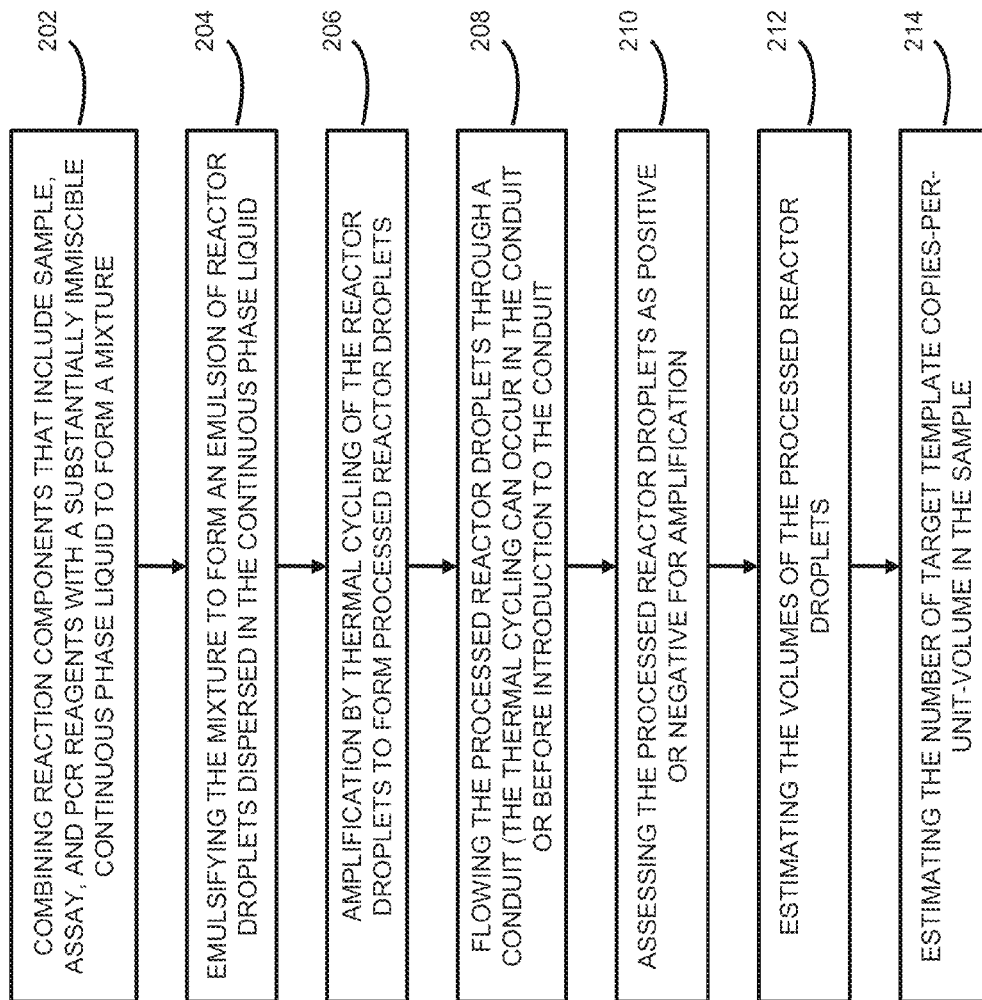 202
COMBINING REACTION COMPONENTS THAT INCLUDE SAMPLE,
ASSAY, AND PCR REAGENTS WITH A SUBSTANTIALLY IMMISCIBLE
CONTINUOUS PHASE LIQUID TO FORM A MIXTURE
204
EMULSIFYING THE MIXTURE TO FORM AN EMULSION OF REACTOR
DROPLETS DISPERSED IN THE CONTINUOUS PHASE LIQUID
206
AMPLIFICATION BY THERMAL CYCLING OF THE REACTOR
DROPLETS TO FORM PROCESSED REACTOR DROPLETS
208
FLOWING THE PROCESSED REACTOR DROPLETS THROUGH A
CONDUIT (THE THERMAL CYCLING CAN OCCUR IN THE CONDUIT
OR BEFORE INTRODUCTION TO THE CONDUIT
210
ASSESSING THE PROCESSED REACTOR DROPLETS AS POSITIVE
OR NEGATIVE FOR AMPLIFICATION
212
ESTIMATING THE VOLUMES OF THE PROCESSED REACTOR
DROPLETS
214
ESTIMATING THE NUMBER OF TARGET TEMPLATE COPIES-PER-
UNIT-VOLUME IN THE SAMPLE